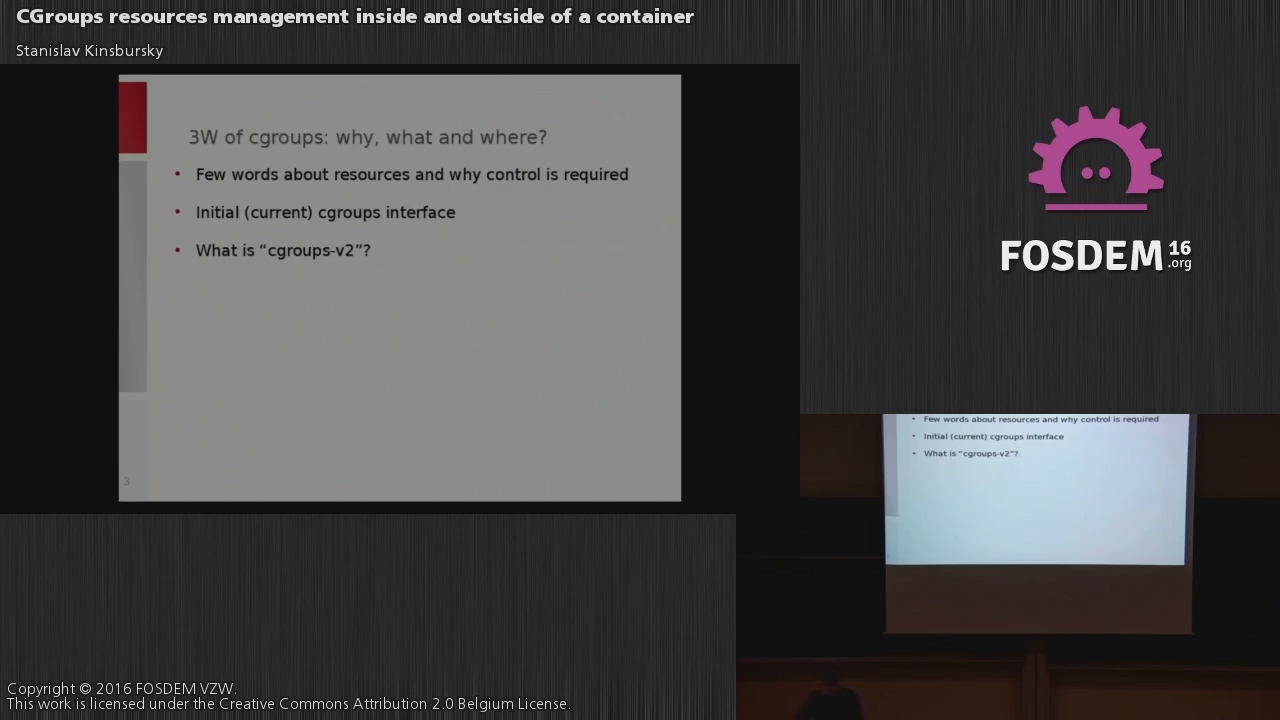 CGroups resources management inside and outside of a container
Stanislav Kinsbursky
3W of cgroups: why, what and where?
• Few words about resources and why control is required
• Initial (current) cgroups interface
• What is “cgroups-v2”?
3
FOSDEM 16
.org
• Few words about resources and why control is required
• Initial (current) cgroups interface
• What is “cgroups-v2”?
Copyright © 2016 FOSDEM VZW.
This work is licensed under the Creative Commons Attribution 2.0 Belgium License.